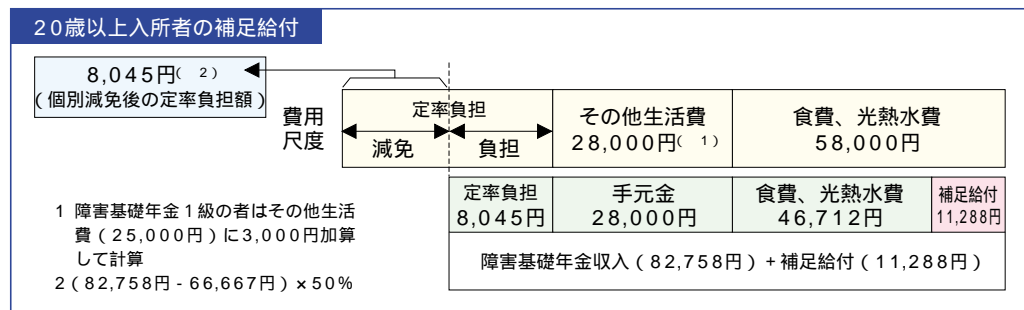 20歳以上入所者の補足給付
8,045円( 2)
(個別減免後の定率負担額)
費用
尺度
定率負担
減免
負担
その他生活費
28,000円( 1)
食費、光熱水費
58,000円
定率負担
8,045円
手元金
28,000円
食費、光熱水費
46,712円
補足給付
11,288円
障害基礎年金収入(82,758円)+補足給付(11,288円)
1 障害基礎年金1級の者はその他生活
費(25,000円)に3,000円加算
して計算
2(82,758円-66,667円)×50%